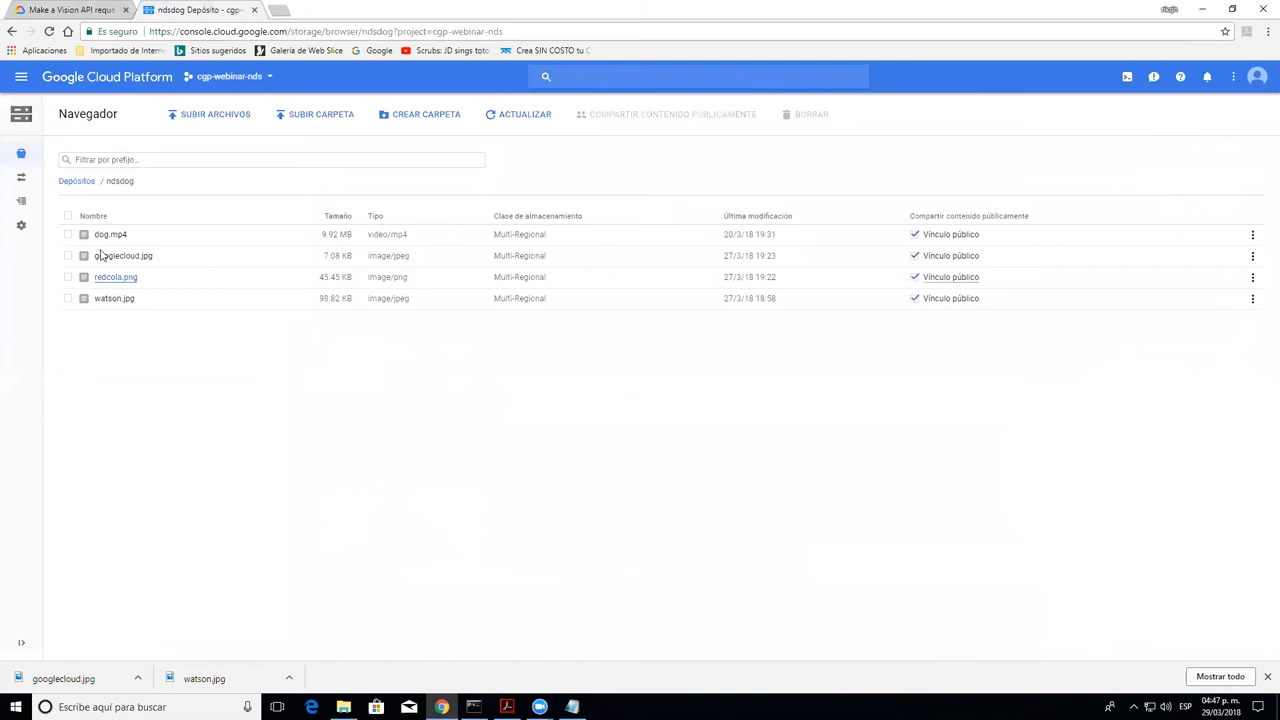 Make a Vision API reque
ndsdog Depósito - cgp-
Es seguro
https://console.cloud.google.com/storage/browser/ndsdog?project=cgp-webinar-nds
Aplicaciones
Importado de Intern
Sitios sugeridos
Galería de Web Slice
Google
Scrubs: JD sings toto
Crea SIN COSTO tu C
Google Cloud Platform
cgp-webinar-nds
Navegador
SUBIR ARCHIVOS
SUBIR CARPETA
CREAR CARPETA
ACTUALIZAR
COMPARTIR CONTENIDO PÚBLICAMENTE
BORRAR
Filtrar por prefijo...
Depósitos / ndsdog
Nombre Tamaño Tipo Clase de almacenamiento Última modificación Compartir contenido públicamente
dog.mp4 9.92 MB video/mp4 Multi-Regional 20/3/18 19:31 Vínculo público
googlecloud.jpg 7.08 KB image/jpeg Multi-Regional 27/3/18 19:23 Vínculo público
redcola.png 45.45 KB image/png Multi-Regional 27/3/18 19:22 Vínculo público
watson.jpg 98.82 KB image/jpeg Multi-Regional 27/3/18 18:58 Vínculo público
googlecloud.jpg
watson.jpg
Mostrar todo
Escribe aquí para buscar
ESP
04:47 p. m.
29/03/2018